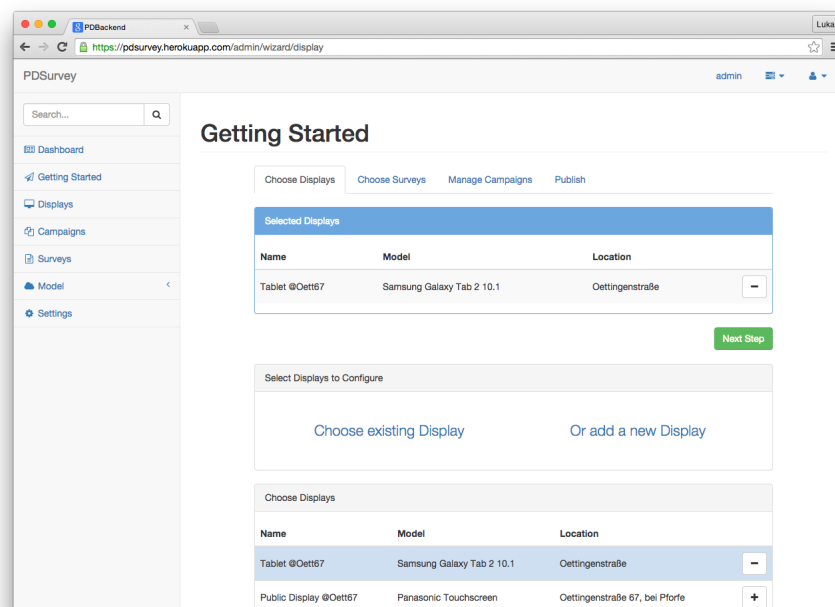 PDBackend
Luka
https://pdsurvey.herokuapp.com/admin/wizard/display
PDSurvey
admin
Search...
Dashboard
Getting Started
Displays
Campaigns
Surveys
Model
Settings
Getting Started
Choose Displays Choose Surveys Manage Campaigns Publish
Selected Displays
Name Model Location
Tablet @Oett67 Samsung Galaxy Tab 2 10.1 Oettingenstraße
Next Step
Select Displays to Configure
Choose existing Display Or add a new Display
Choose Displays
Name Model Location
Tablet @Oett67 Samsung Galaxy Tab 2 10.1 Oettingenstraße
Public Display @Oett67 Panasonic Touchscreen Oettingenstraße 67, bei Pforfe